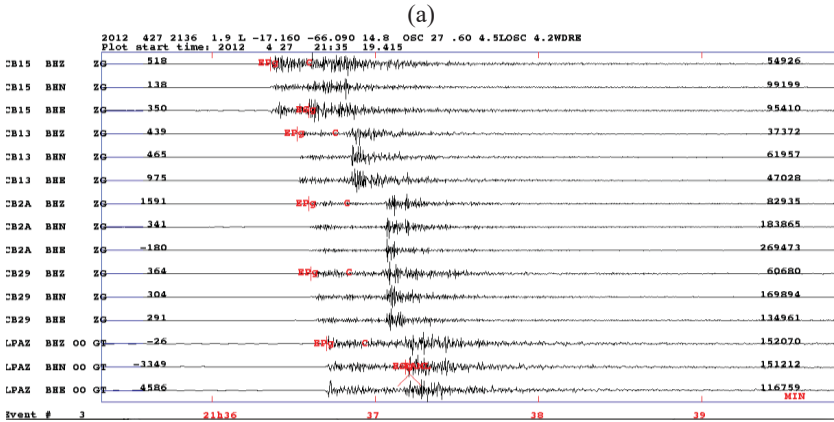 (a)
2012 427 2136 1.9 L -17.160 -66.090 14.8 OSC 27 .60 4.5LOSC 4.2WDRE
Plot start time: 2012 4 27 21:35 19.415
CB15 BHZ ZG 518 EPg C 54926
CB15 BHN ZG 138 99199
CB15 BHE ZG 350 95410
CB13 BHZ ZG 439 EPg C 37372
CB13 BHN ZG 465 61957
CB13 BHE ZG 975 47028
CB2A BHZ ZG 1591 EPg C 82935
CB2A BHN ZG 341 183865
CB2A BHE ZG -180 269473
CB29 BHZ ZG 364 EPg C 60680
CB29 BHN ZG 304 169894
CB29 BHE ZG 291 134961
LPAZ BHZ 00 GT -26 EPg C 152070
LPAZ BHN 00 GT -3349 151212
LPAZ BHE 00 GT -4586 116759
MIN
Event # 3 21h36 37 38 39